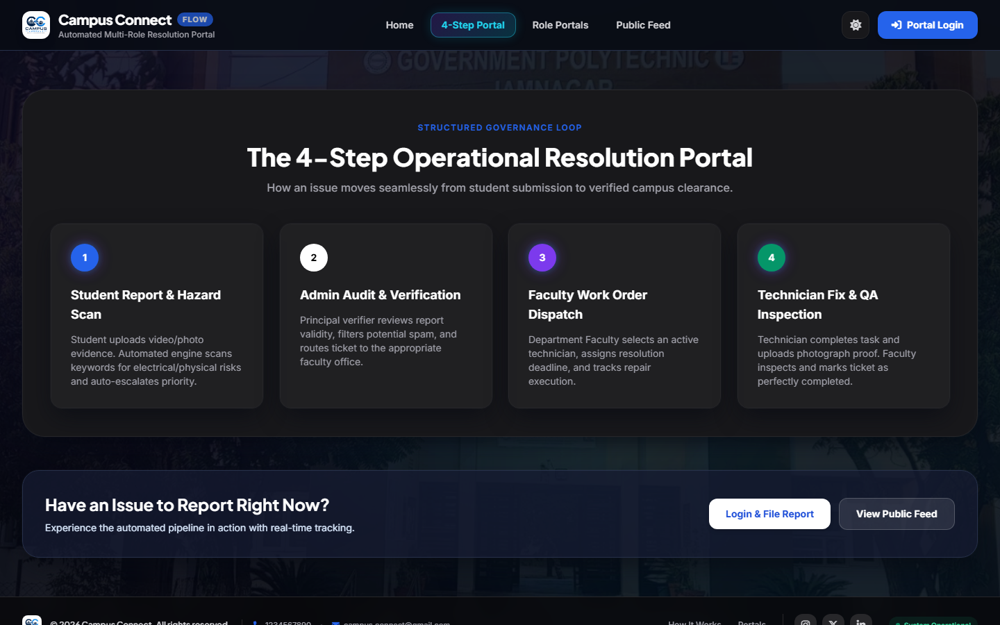 Campus Connect FLOW
Automated Multi-Role Resolution Portal
Home
4-Step Portal
Role Portals
Public Feed
Portal Login
GOVERNMENT POLYTECHNIC
JAMNAGAR
STRUCTURED GOVERNANCE LOOP
The 4-Step Operational Resolution Portal
How an issue moves seamlessly from student submission to verified campus clearance.
1
Student Report & Hazard
Scan
Student uploads video/photo
evidence. Automated engine scans
keywords for electrical/physical risks
and auto-escalates priority.
2
Admin Audit & Verification
Principal verifier reviews report
validity, filters potential spam, and
routes ticket to the appropriate
faculty office.
3
Faculty Work Order
Dispatch
Department Faculty selects an active
technician, assigns resolution
deadline, and tracks repair
execution.
4
Technician Fix & QA
Inspection
Technician completes task and
uploads photograph proof. Faculty
inspects and marks ticket as
perfectly completed.
Have an Issue to Report Right Now?
Experience the automated pipeline in action with real-time tracking.
Login & File Report
View Public Feed
© 2026 Campus Connect. All rights reserved
1234567890
campus.connect@gmail.com
How It Works
Portals
System Operational